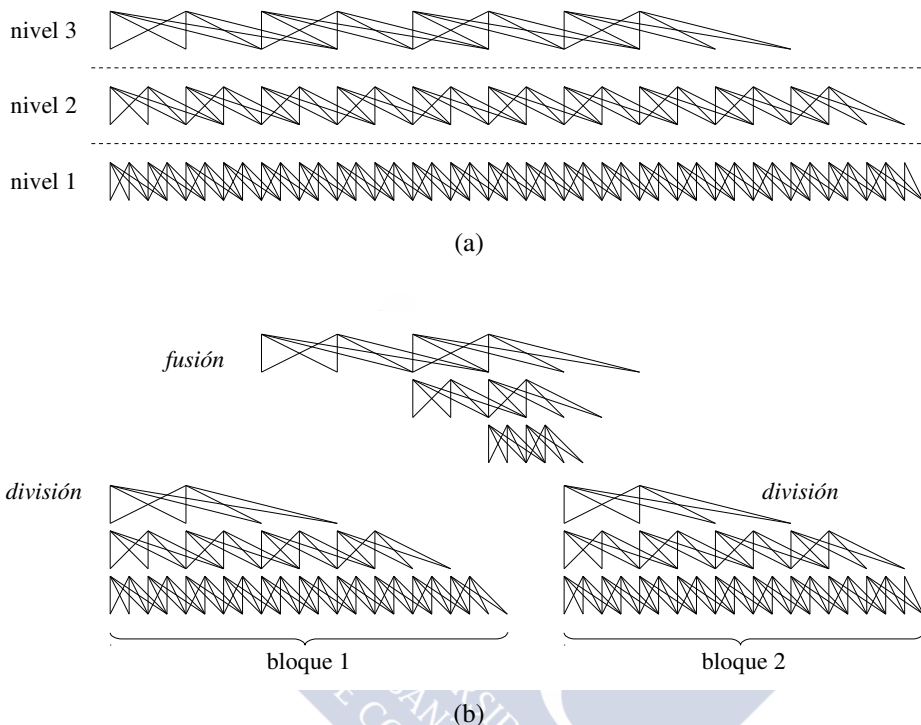 nivel 3
nivel 2
nivel 1
(a)
fusión
división
división
bloque 1
bloque 2
(b)